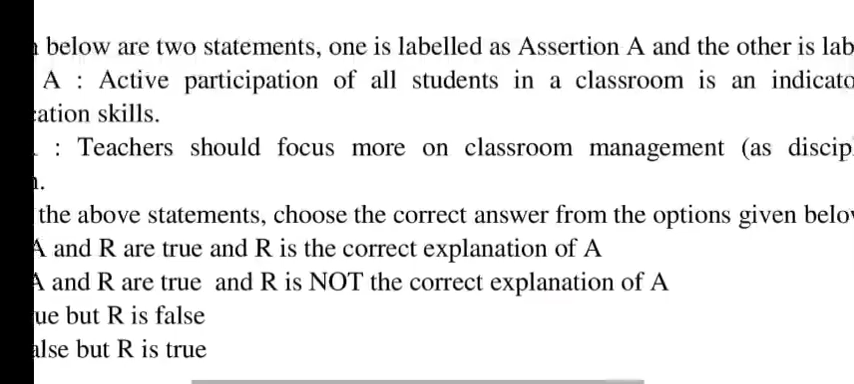 below are two statements, one is labelled as Assertion A and the other is lab
A : Active participation of all students in a classroom is an indicato
cation skills.
: Teachers should focus more on classroom management (as discip
the above statements, choose the correct answer from the options given belo
A and R are true and R is the correct explanation of A
A and R are true and R is NOT the correct explanation of A
ue but R is false
alse but R is true